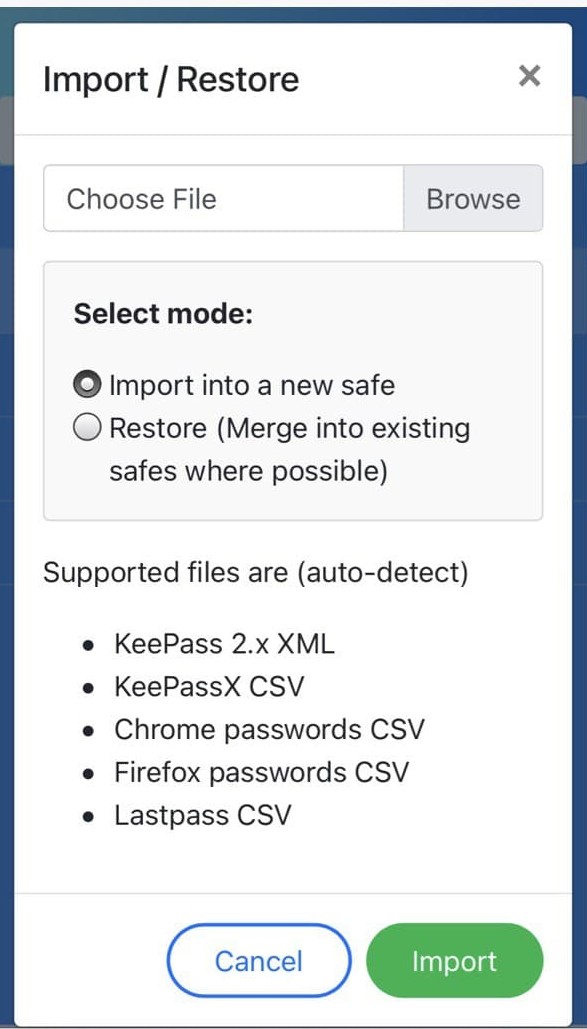 Import / Restore
×
Choose File
Browse
Select mode:
Import into a new safe
Restore (Merge into existing
safes where possible)
Supported files are (auto-detect)
KeePass 2.x XML
KeePassX CSV
Chrome passwords CSV
Firefox passwords CSV
Lastpass CSV
Cancel
Import